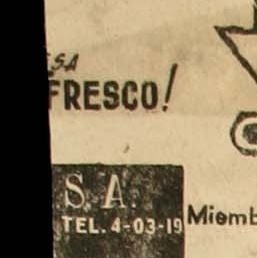 SA
FRESCO!
S. A.
TEL. 4-03-19
Miemb